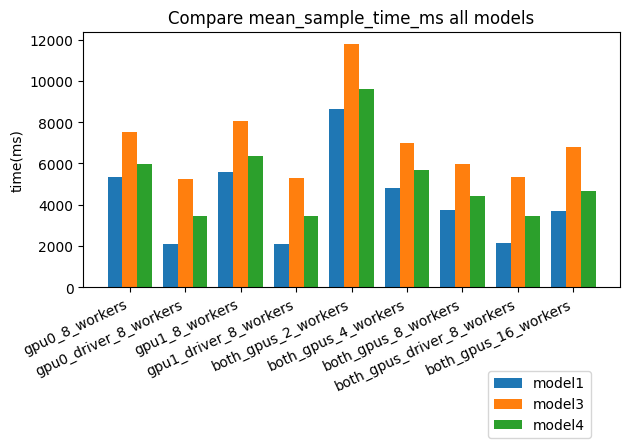 Compare mean_sample_time_ms all models
time(ms)
12000
10000
8000
6000
4000
2000
0
gpu0_8_workers
gpu0_driver_8_workers
gpu1_8_workers
gpu1_driver_8_workers
both_gpus_2_workers
both_gpus_4_workers
both_gpus_8_workers
both_gpus_driver_8_workers
both_gpus_16_workers
model1
model3
model4